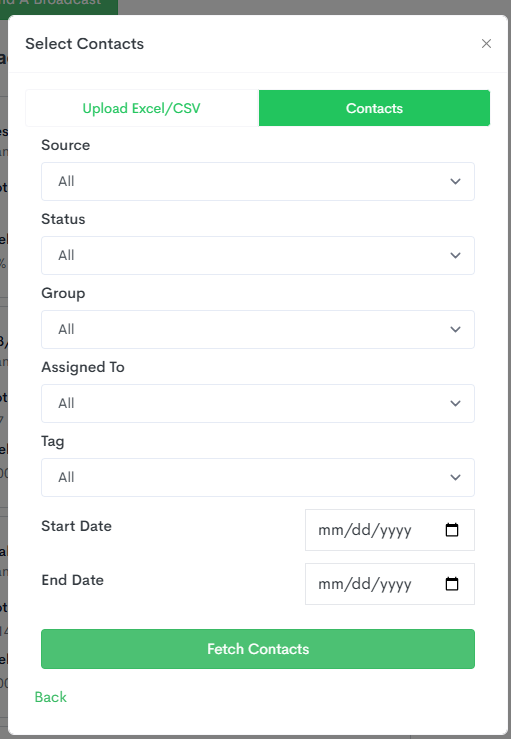 d A Broadcast
Select Contacts
Upload Excel/CSV
Contacts
Source
All
Status
All
Group
All
Assigned To
All
Tag
All
Start Date
mm/dd/yyyy
End Date
mm/dd/yyyy
Fetch Contacts
Back